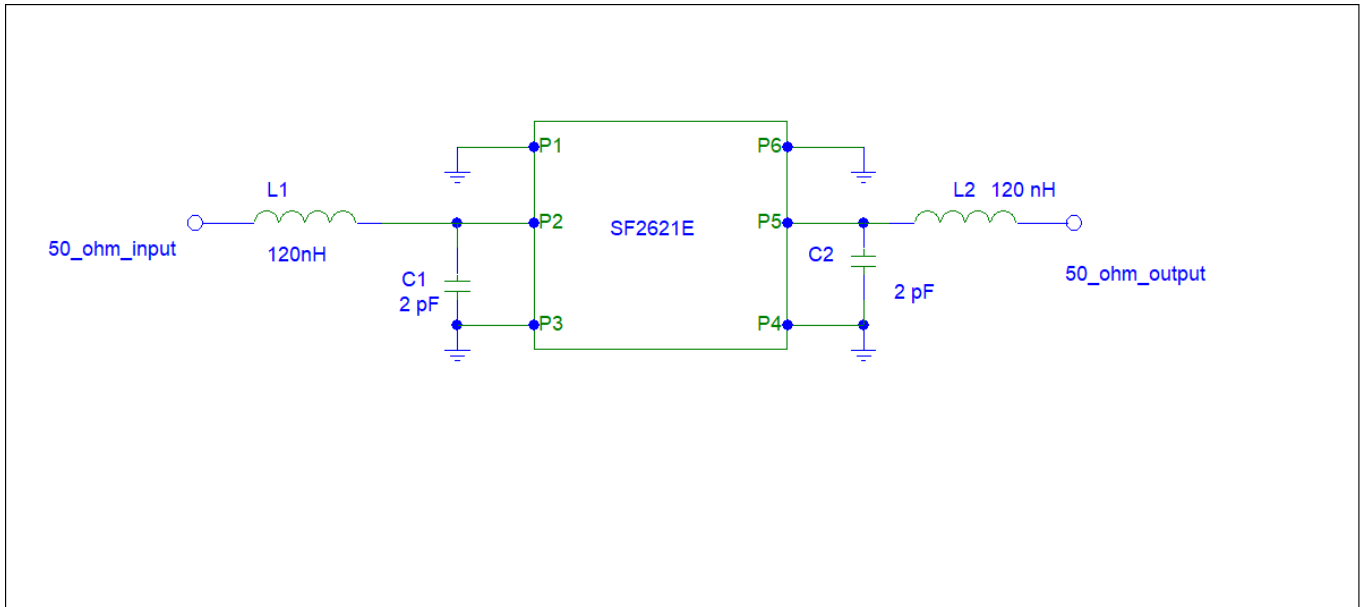 P1
P6
L1
L2 120 nH
P2
SF2621E
P5
50_ohm_input
120nH
C1
2 pF
C2
2 pF
50_ohm_output
P3
P4